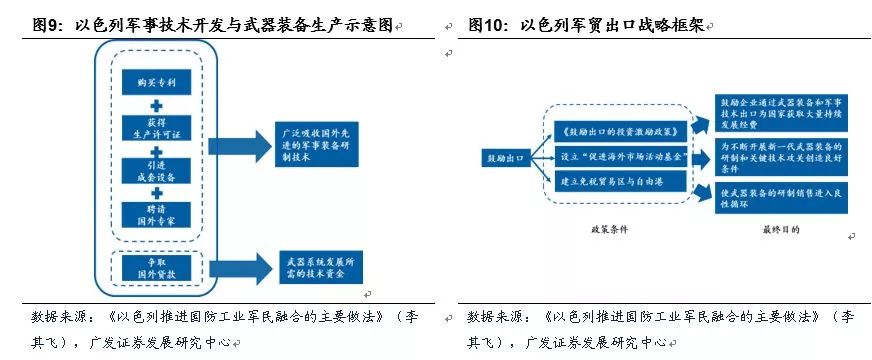 图9：以色列军事技术开发与武器装备生产示意图
购买专利
获得
生产许可证
引进
成套设备
聘请
国外专家
争取
国外贷款
广泛吸收国外先
进的军事装备研
制技术
武器系统发展所
需的技术资金
数据来源：《以色列推进国防工业军民融合的主要做法》（李
其飞），广发证券发展研究中心
图10：以色列军贸出口战略框架
鼓励出口
《鼓励出口的投资激励政策》
设立“促进海外市场活动基金”
建立免税贸易区与自由港
政策条件
鼓励企业通过武器装备和军事
技术出口为国家获取大量持续
发展经费
为不断开展新一代武器装备的
研制和关键技术攻关创造良好
条件
使武器装备的研制销售进入良
性循环
最终目的
数据来源：《以色列推进国防工业军民融合的主要做法》（李
其飞），广发证券发展研究中心